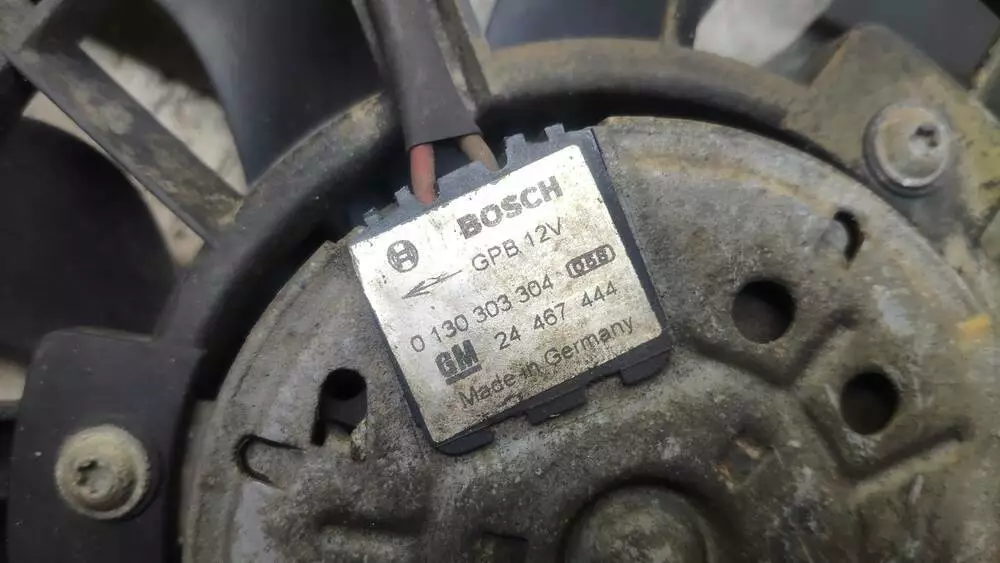 BOSCH
GPB 12V
0 130 303 304
GM 24 467 444
Made in Germany